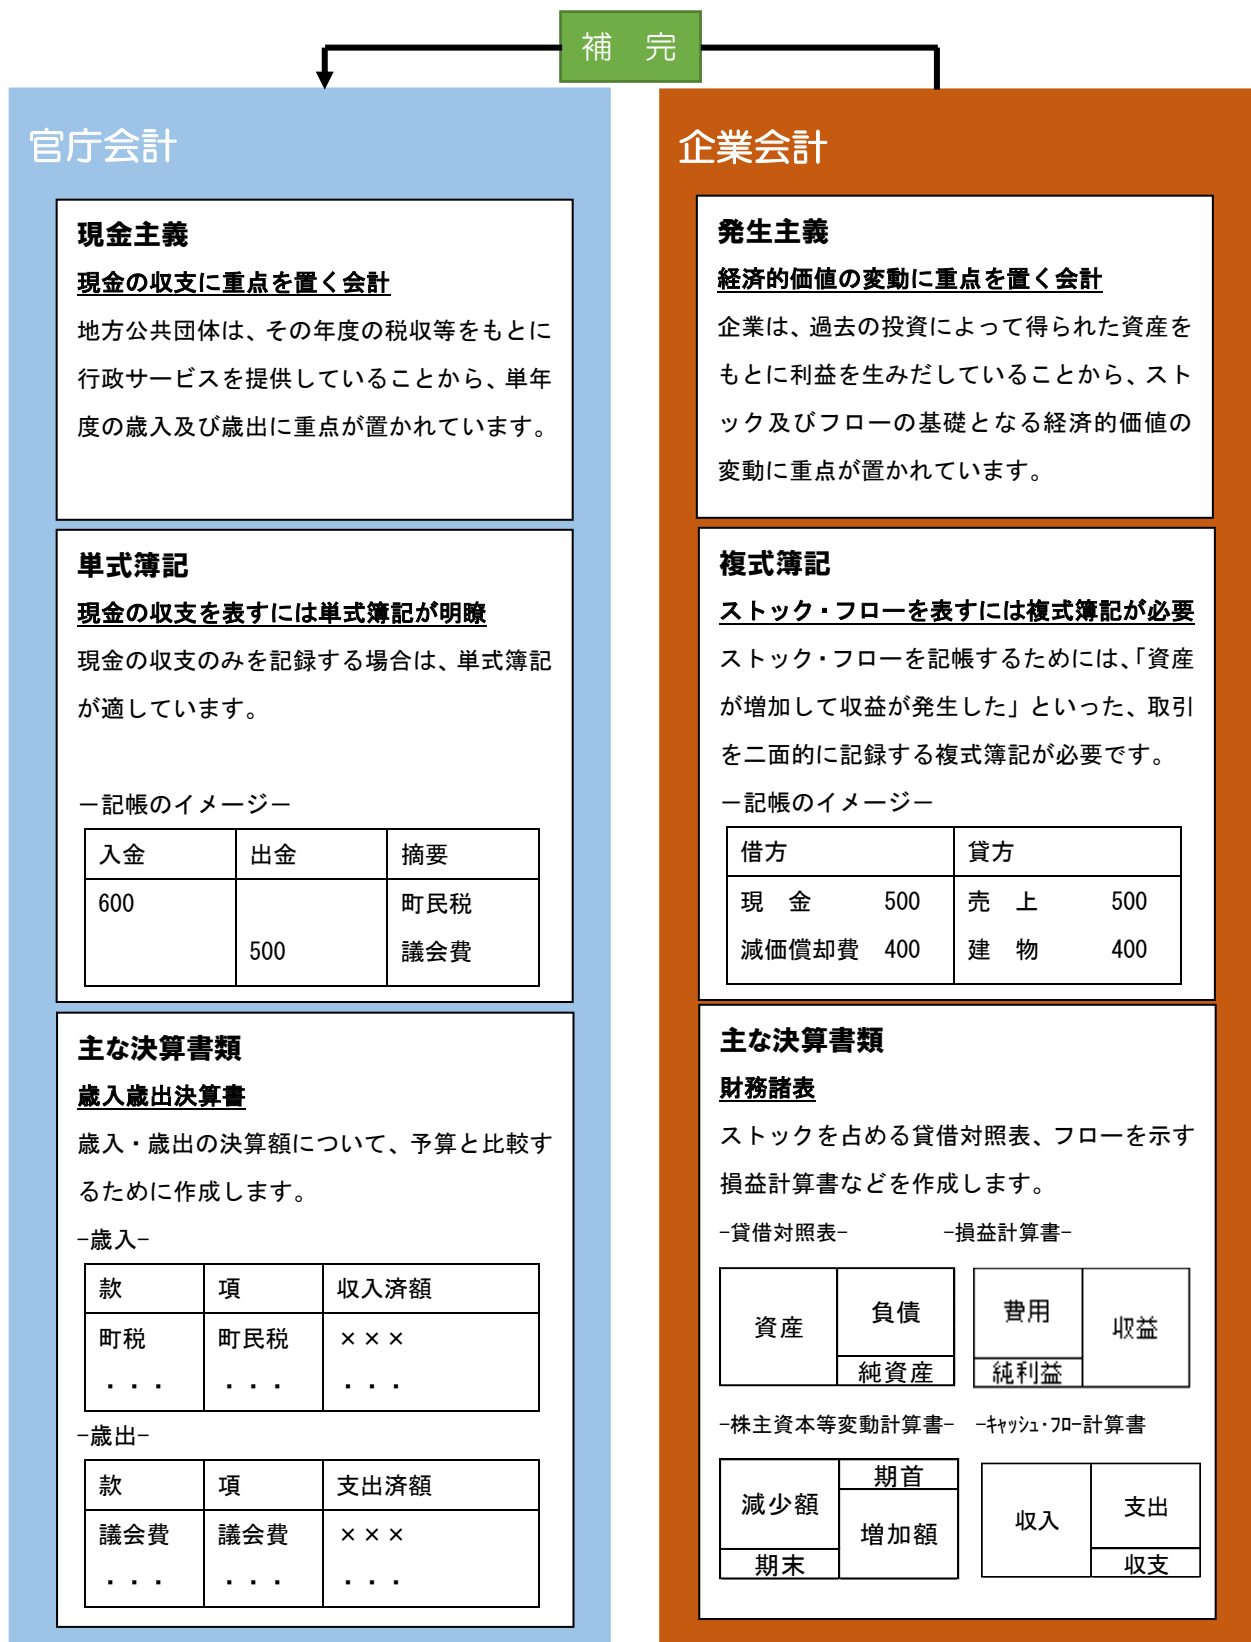 補　完
官庁会計
現金主義
現金の収支に重点を置く会計
地方公共団体は、その年度の税収等をもとに
行政サービスを提供していることから、単年
度の歳入及び歳出に重点が置かれています。
単式簿記
現金の収支を表すには単式簿記が明瞭
現金の収支のみを記録する場合は、単式簿記
が適しています。
－記帳のイメージ－
入金　出金　摘要
600　町民税
500　議会費
主な決算書類
歳入歳出決算書
歳入・歳出の決算額について、予算と比較す
るために作成します。
-歳入-
款　項　収入済額
町税　町民税　×××
・・・　・・・　・・・
-歳出-
款　項　支出済額
議会費　議会費　×××
・・・　・・・　・・・
企業会計
発生主義
経済的価値の変動に重点を置く会計
企業は、過去の投資によって得られた資産を
もとに利益を生みだしていることから、スト
ック及びフローの基礎となる経済的価値の
変動に重点が置かれています。
複式簿記
ストック・フローを表すには複式簿記が必要
ストック・フローを記帳するためには、「資産
が増加して収益が発生した」といった、取引
を二面的に記録する複式簿記が必要です。
－記帳のイメージ－
借方　貸方
現　金　500　売　上　500
減価償却費　400　建　物　400
主な決算書類
財務諸表
ストックを占める貸借対照表、フローを示す
損益計算書などを作成します。
-貸借対照表-　-損益計算書-
資産　負債　費用　収益
純資産　純利益
-株主資本等変動計算書-　-ｷｬｯｼｭ・ﾌﾛｰ計算書
減少額　期首　収入　支出
増加額
期末　収支